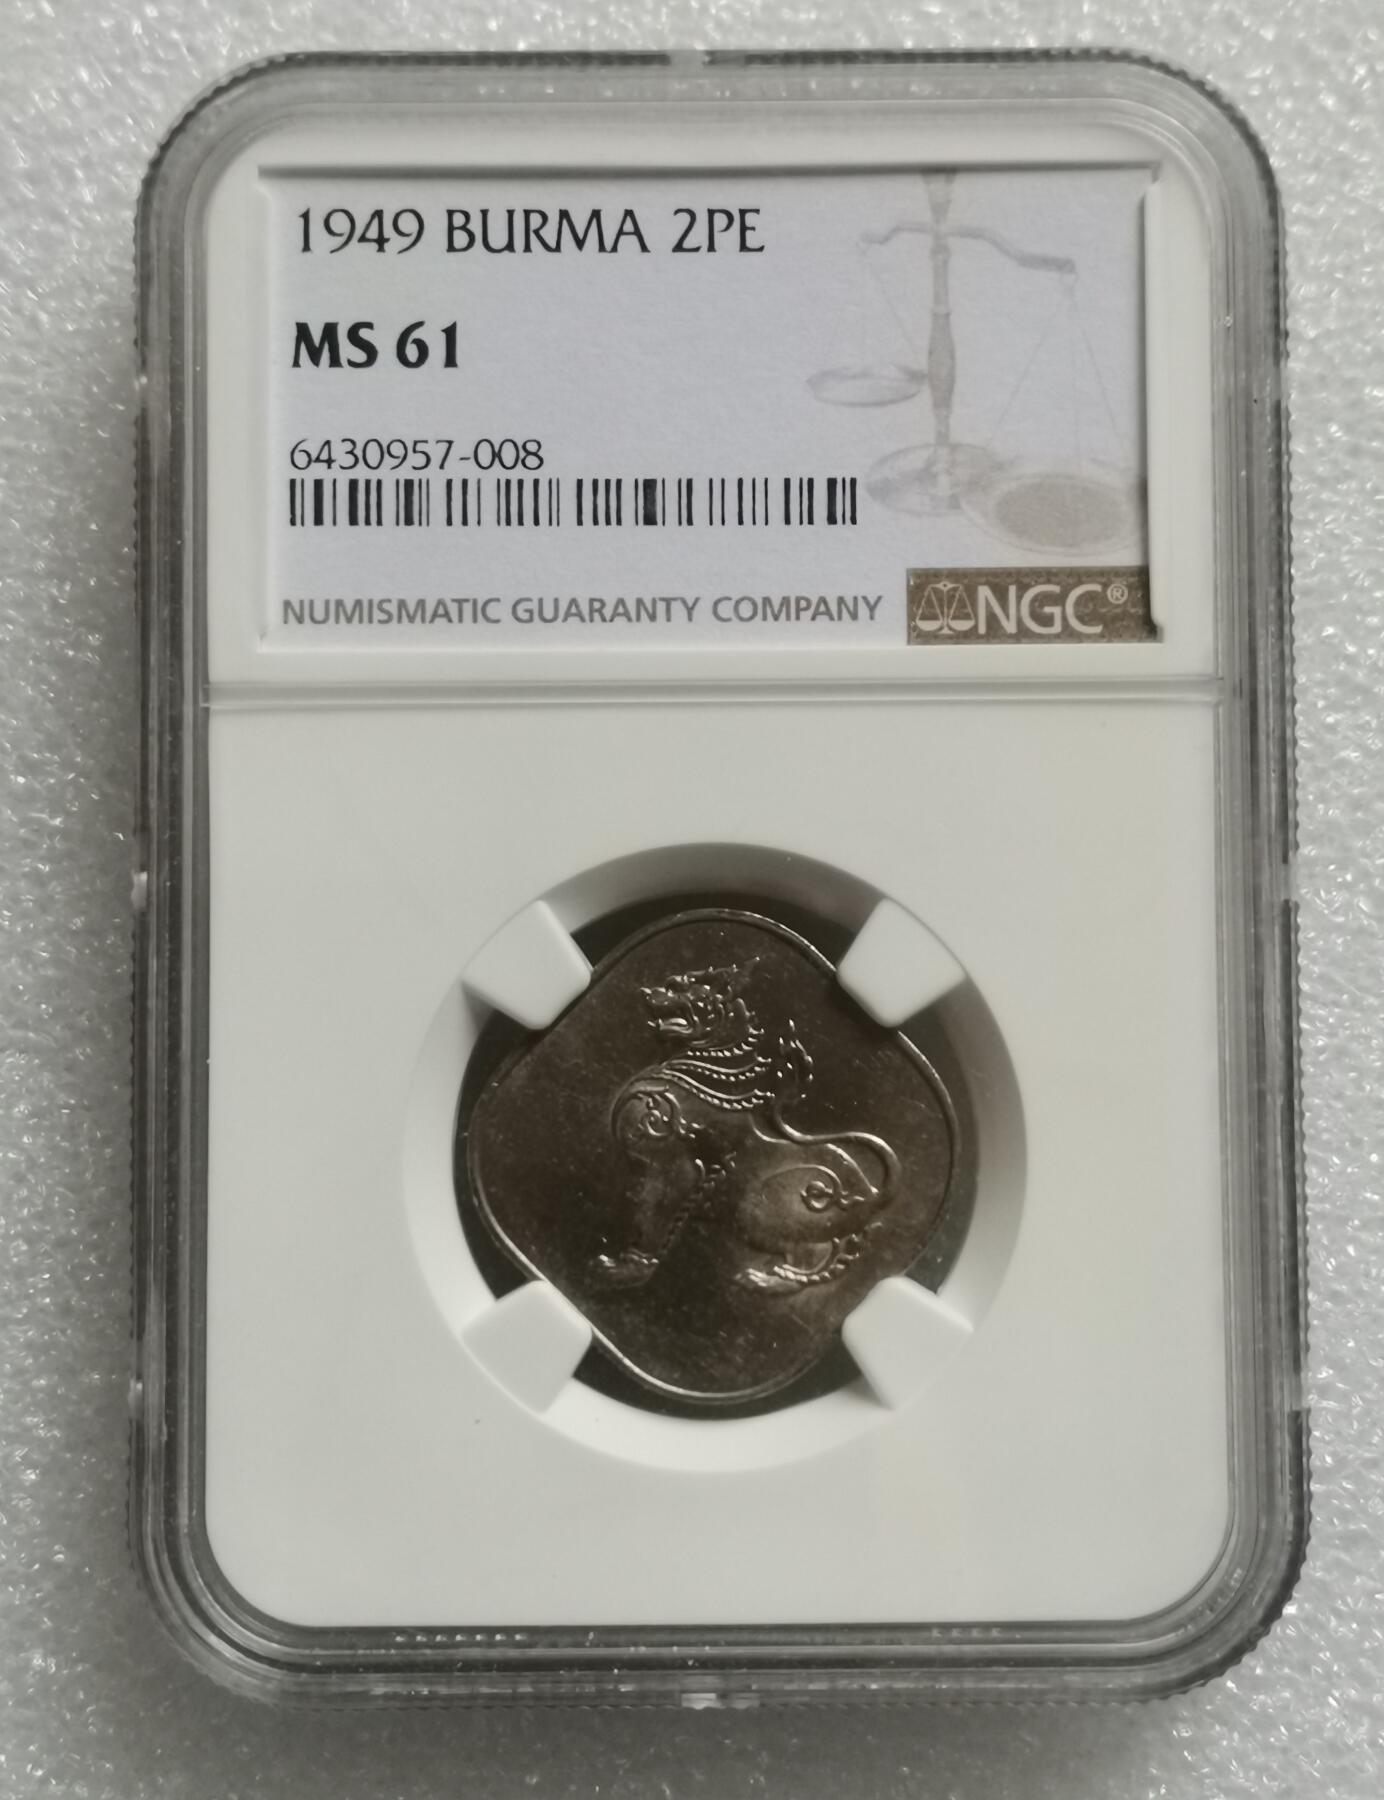 1949 BURMA 2PE
MS 61
6430957-008
NUMISMATIC GUARANTY COMPANY NGC®